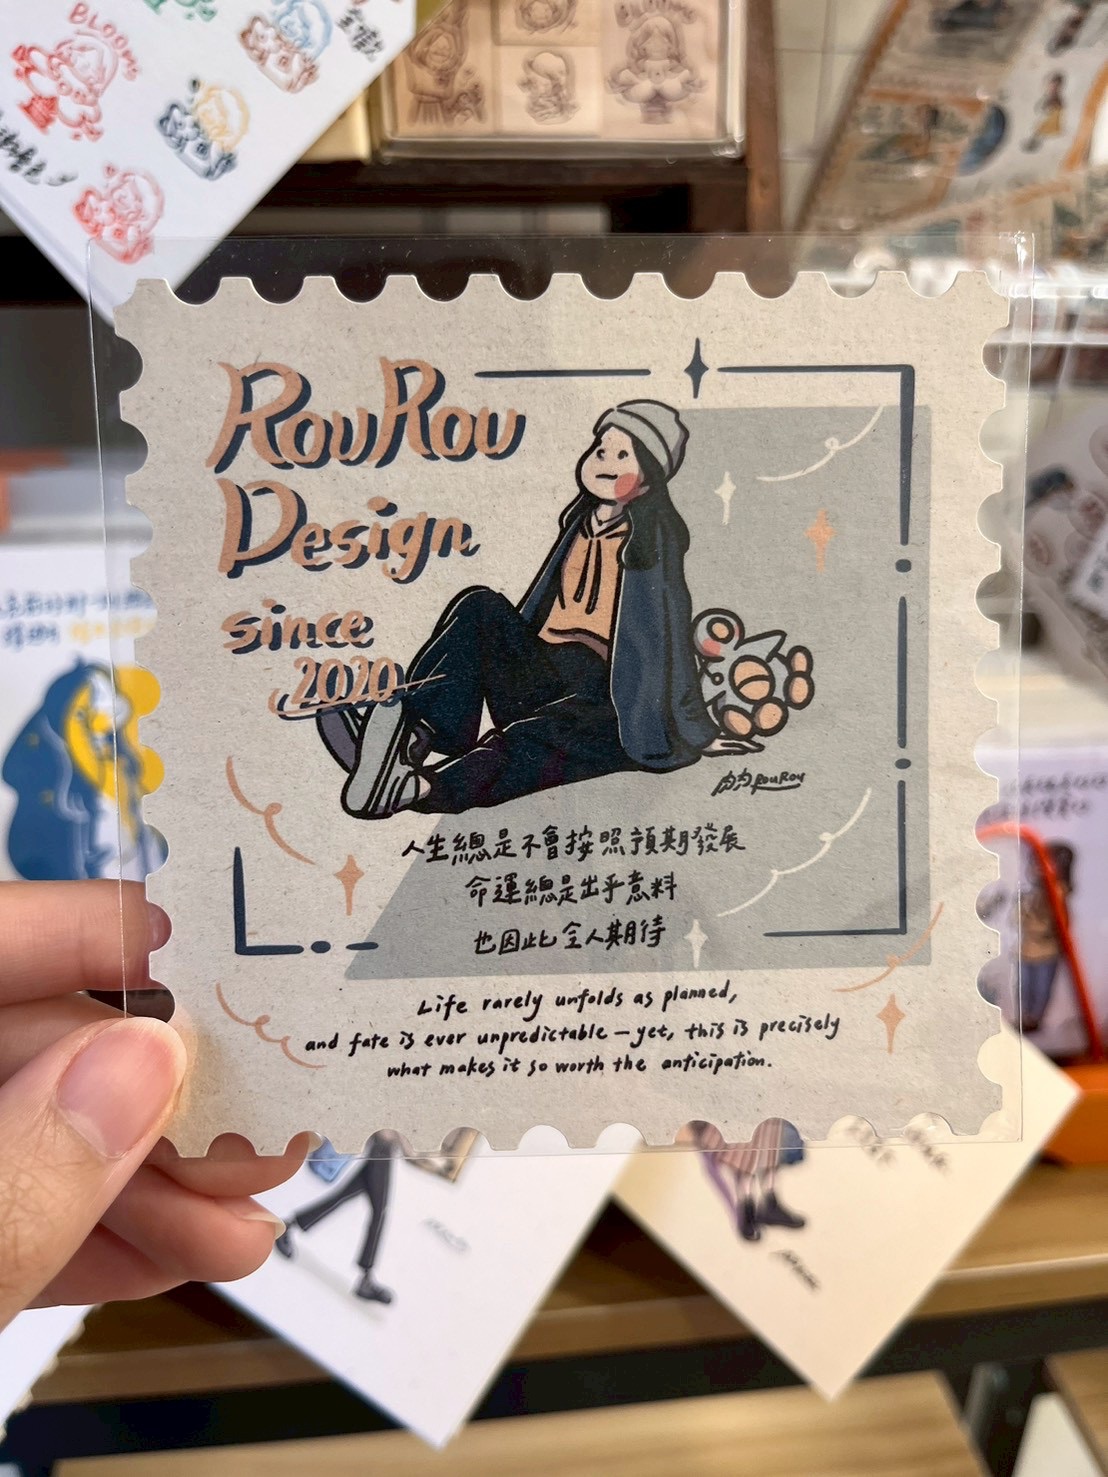 BLOOMS
BLOOMS
RouRou
Design
since
2020
肉肉 RouRou
人生總是不會按照預期發展
命運總是出乎意料
也因此 令人期待
Life rarely unfolds as planned,
and fate is ever unpredictable — yet, this is precisely
what makes it so worth the anticipation.